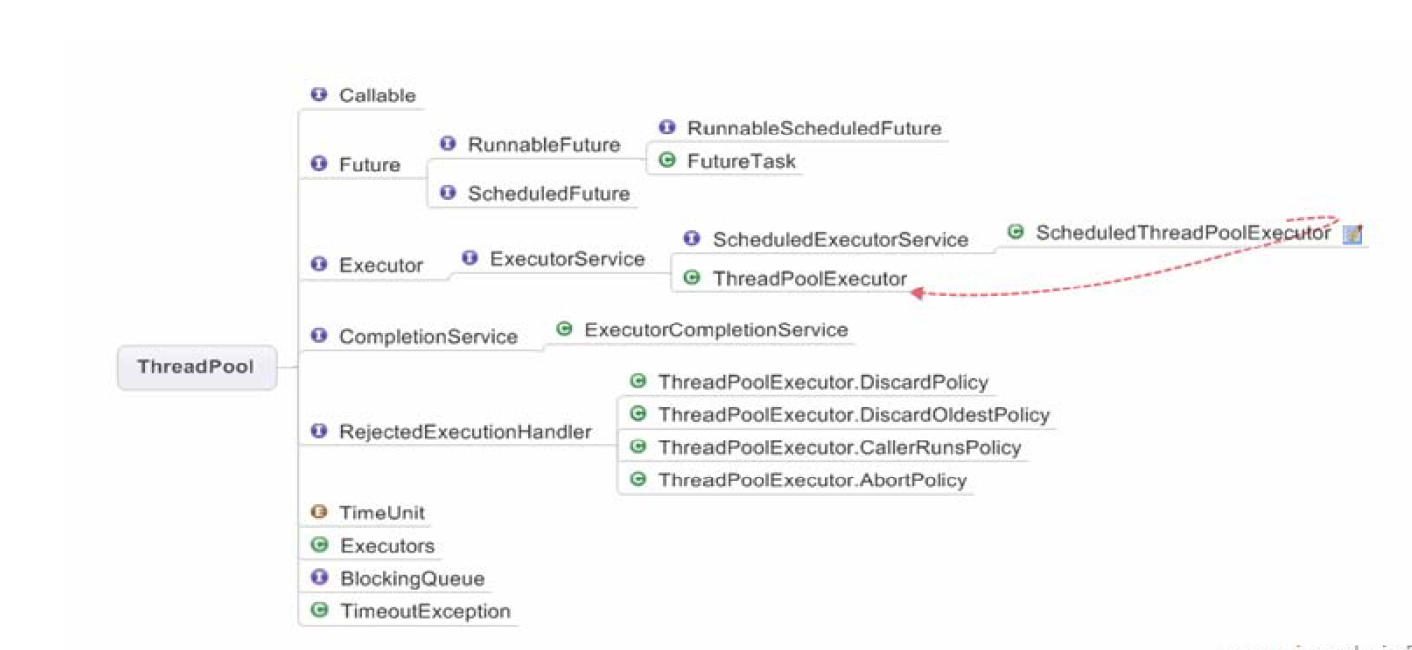 Callable
RunnableScheduledFuture
RunnableFuture
Future
FutureTask
ScheduledFuture
ScheduledThreadPoolExecutor
ScheduledExecutorService
ExecutorService
Executor
ThreadPoolExecutor
CompletionService
ExecutorCompletionService
ThreadPool
ThreadPoolExecutor.DiscardPolicy
ThreadPoolExecutor.DiscardOldestPolicy
RejectedExecutionHandler
ThreadPoolExecutor.CallerRunsPolicy
ThreadPoolExecutor.AbortPolicy
TimeUnit
Executors
BlockingQueue
TimeoutException